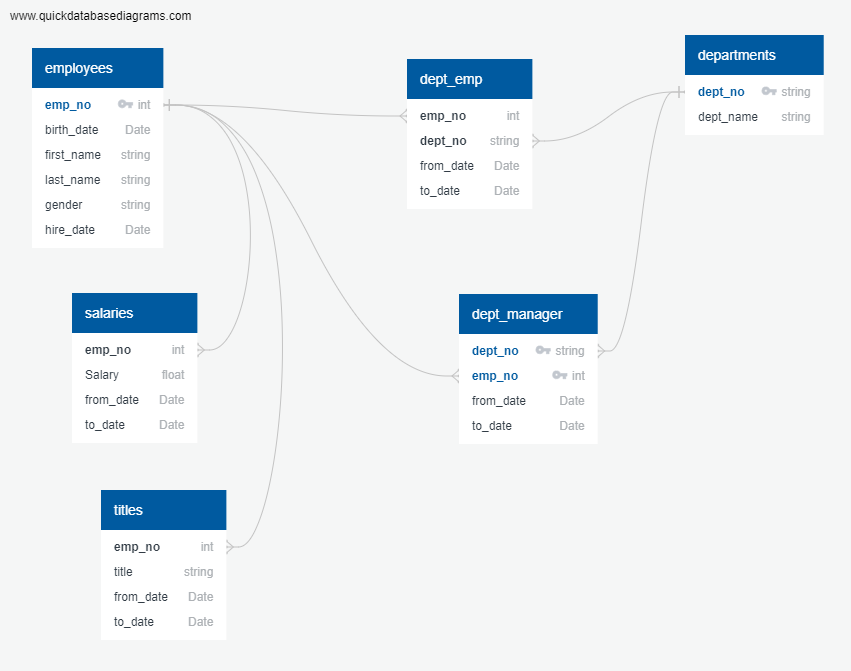 www.quickdatabasediagrams.com
employees
emp_no int
birth_date Date
first_name string
last_name string
gender string
hire_date Date
dept_emp
emp_no int
dept_no string
from_date Date
to_date Date
departments
dept_no string
dept_name string
salaries
emp_no int
Salary float
from_date Date
to_date Date
dept_manager
dept_no string
emp_no int
from_date Date
to_date Date
titles
emp_no int
title string
from_date Date
to_date Date